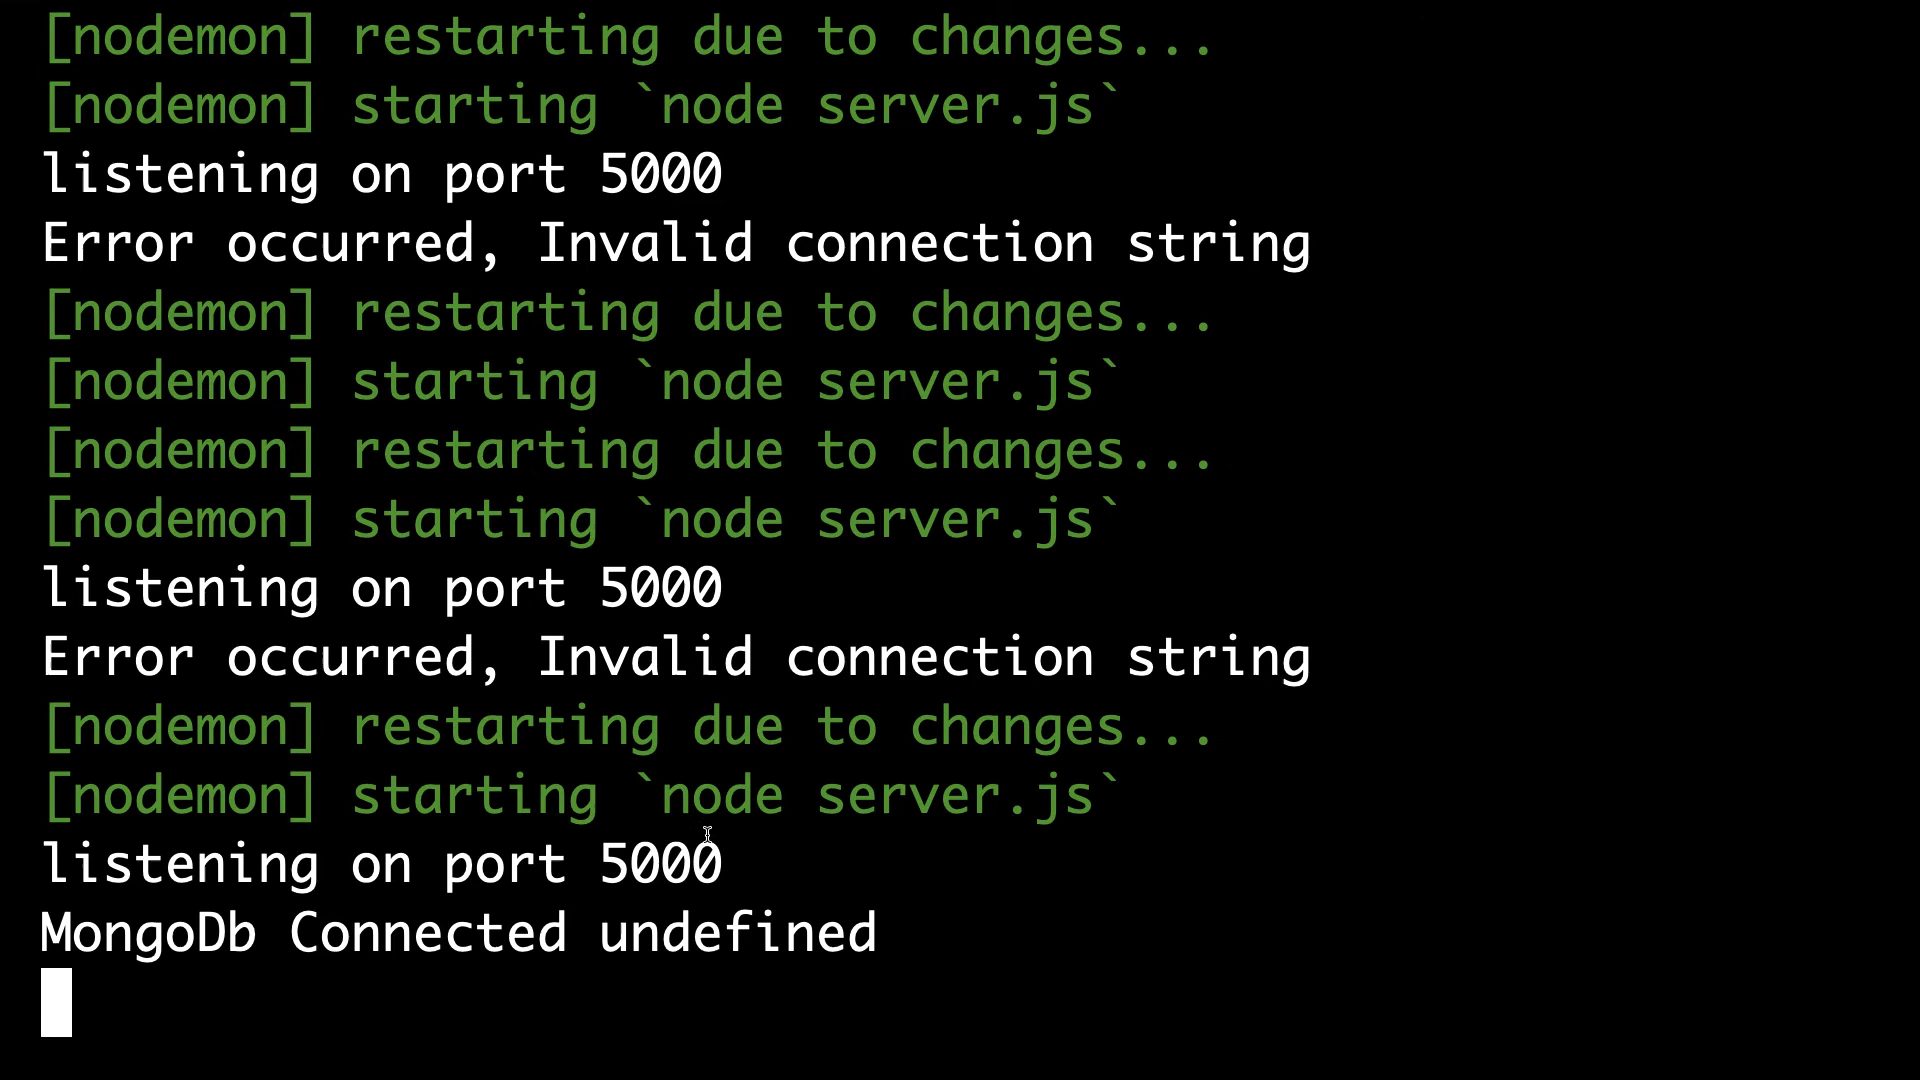 [nodemon] restarting due to changes...
[nodemon] starting `node server.js`
listening on port 5000
Error occurred, Invalid connection string
[nodemon] restarting due to changes...
[nodemon] starting `node server.js`
[nodemon] restarting due to changes...
[nodemon] starting `node server.js`
listening on port 5000
Error occurred, Invalid connection string
[nodemon] restarting due to changes...
[nodemon] starting `node server.js`
listening on port 5000
MongoDb Connected undefined